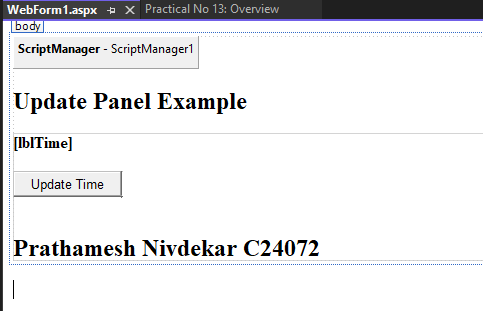 WebForm1.aspx Practical No 13: Overview
body
ScriptManager - ScriptManager1
Update Panel Example
[lblTime]
Update Time
Prathamesh Nivdekar C24072